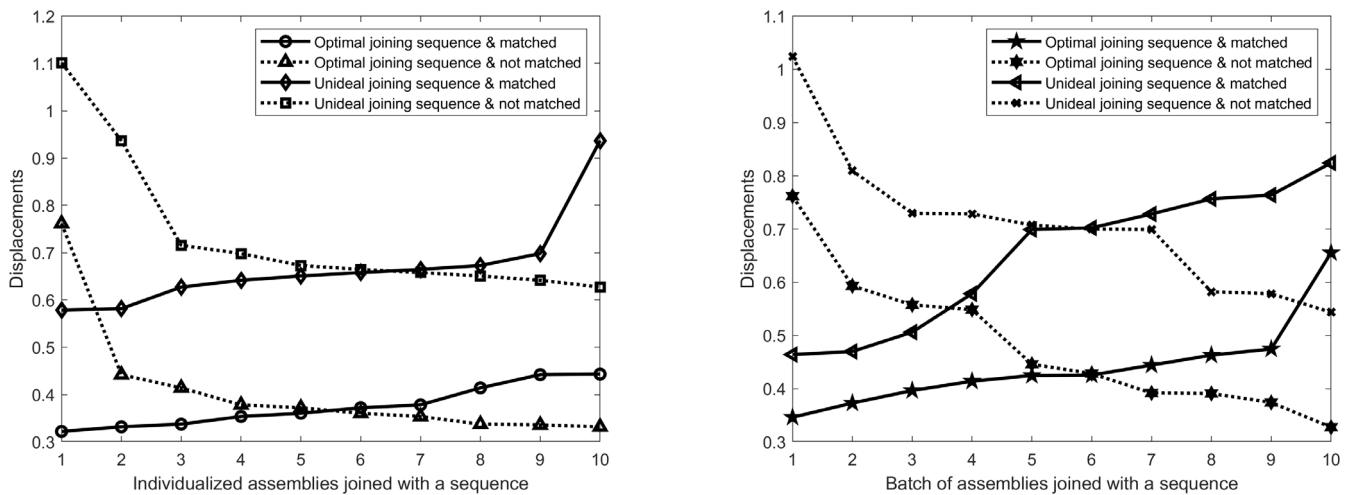 1.2
1.1
1
0.9
0.8
0.7
0.6
0.5
0.4
0.3
Displacements
Optimal joining sequence & matched
Optimal joining sequence & not matched
Unideal joining sequence & matched
Unideal joining sequence & not matched
1 2 3 4 5 6 7 8 9 10
Individualized assemblies joined with a sequence
1.1
1
0.9
0.8
0.7
0.6
0.5
0.4
0.3
Displacements
Optimal joining sequence & matched
Optimal joining sequence & not matched
Unideal joining sequence & matched
Unideal joining sequence & not matched
1 2 3 4 5 6 7 8 9 10
Batch of assemblies joined with a sequence